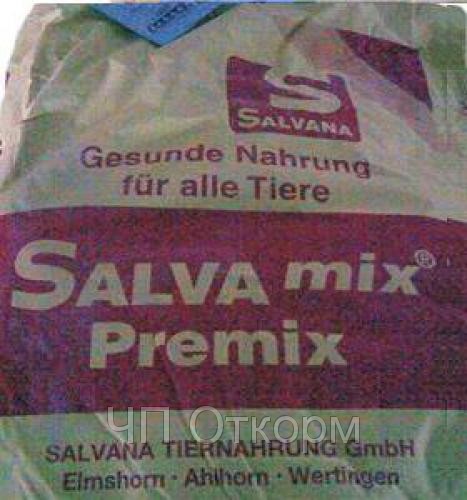 S
SALVANA
Gesunde Nahrung
für alle Tiere
SALVA mix®
Premix
ЧП Откорм
SALVANA TIERNAHRUNG GmbH
Elmshorn · Ahlhorn · Wertingen